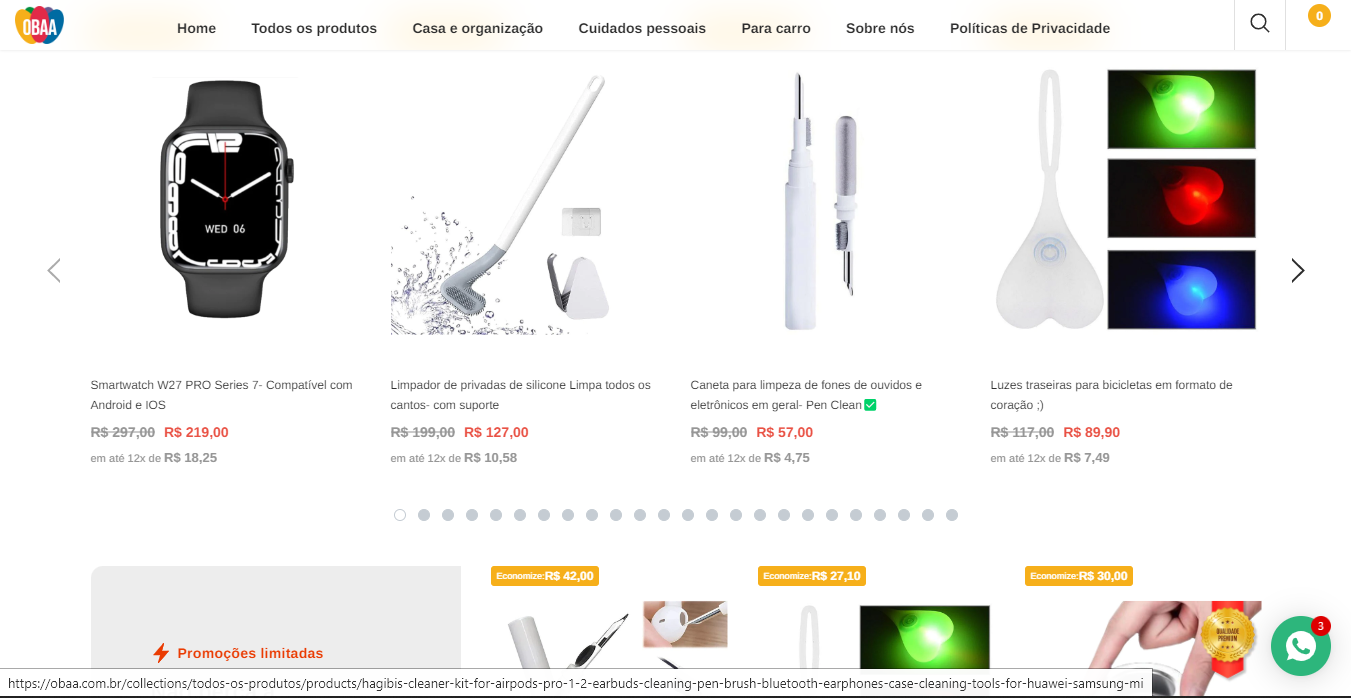 OBAA
Home
Todos os produtos
Casa e organização
Cuidados pessoais
Para carro
Sobre nós
Políticas de Privacidade
0
WED 06
Smartwatch W27 PRO Series 7- Compatível com
Android e IOS
R$ 297,00 R$ 219,00
em até 12x de R$ 18,25
Limpador de privadas de silicone Limpa todos os
cantos- com suporte
R$ 199,00 R$ 127,00
em até 12x de R$ 10,58
Caneta para limpeza de fones de ouvidos e
eletrônicos em geral- Pen Clean✅
R$ 99,00 R$ 57,00
em até 12x de R$ 4,75
Luzes traseiras para bicicletas em formato de
coração ;)
R$ 117,00 R$ 89,90
em até 12x de R$ 7,49
Economize:R$ 42,00
Economize:R$ 27,10
Economize:R$ 30,00
Promoções limitadas
QUALIDADE
PREMIUM
3
https://obaa.com.br/collections/todos-os-produtos/products/hagibis-cleaner-kit-for-airpods-pro-1-2-earbuds-cleaning-pen-brush-bluetooth-earphones-case-cleaning-tools-for-huawei-samsung-mi